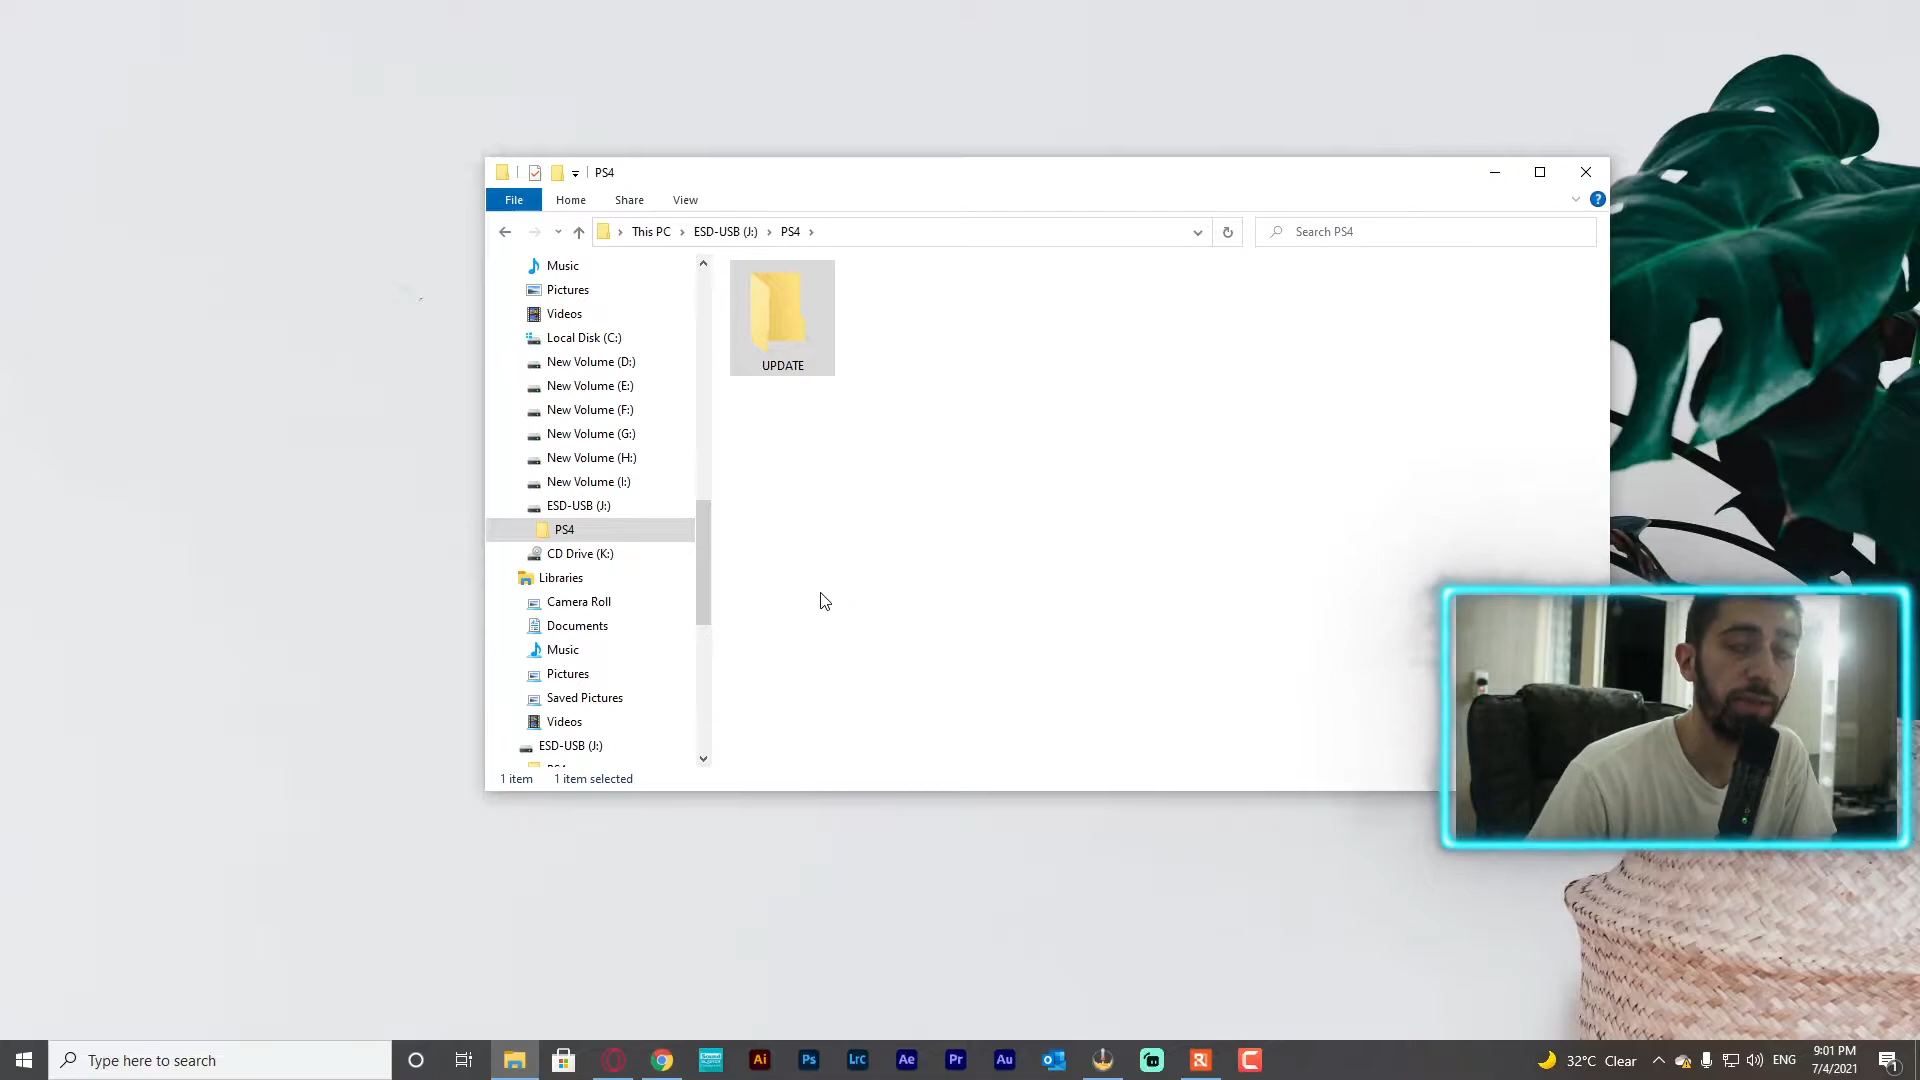 PS4
File Home Share View
This PC ESD-USB (J:) PS4
Search PS4
Music
Pictures
Videos
Local Disk (C:)
New Volume (D:)
New Volume (E:)
New Volume (F:)
New Volume (G:)
New Volume (H:)
New Volume (I:)
ESD-USB (J:)
PS4
CD Drive (K:)
Libraries
Camera Roll
Documents
Music
Pictures
Saved Pictures
Videos
ESD-USB (J:)
UPDATE
1 item 1 item selected
Type here to search
Ai Ps Lrc Ae Pr Au
32°C Clear
ENG
9:01 PM
7/4/2021
1